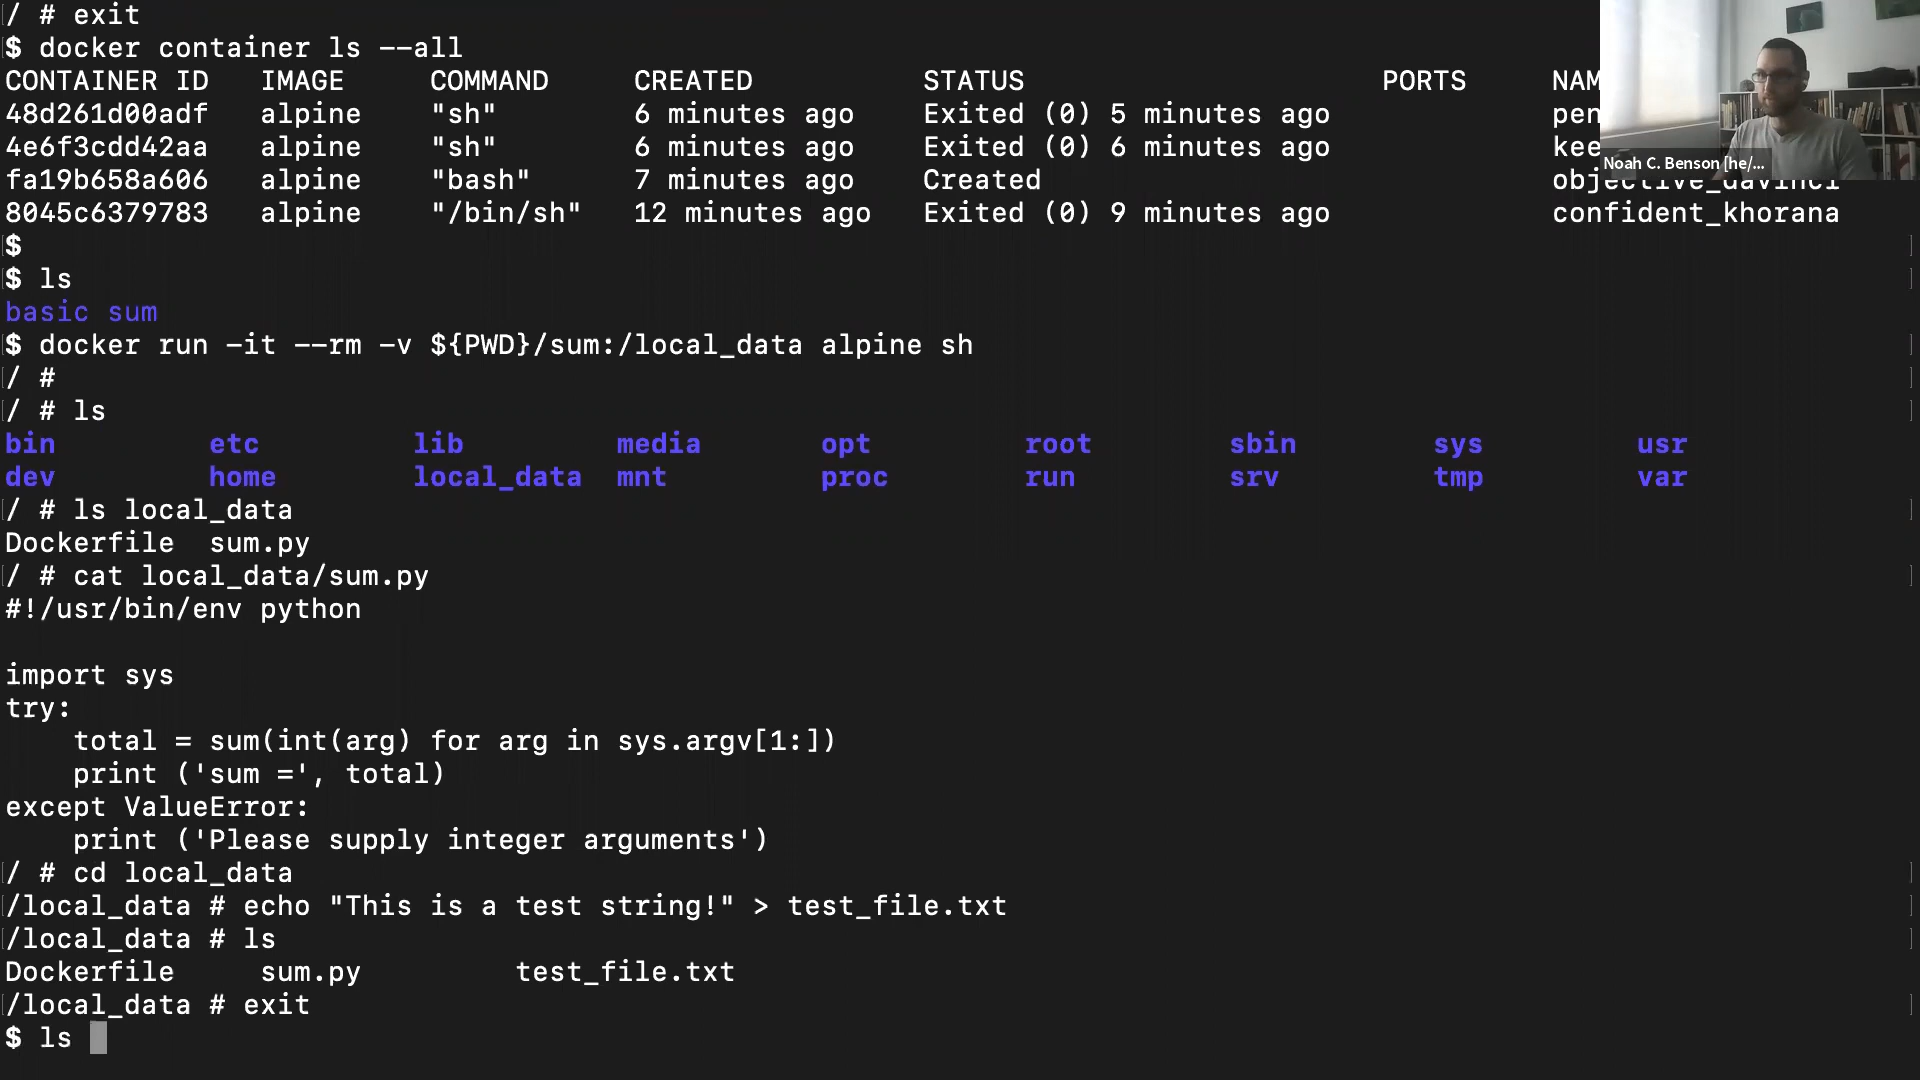 / # exit
$ docker container ls --all
CONTAINER ID   IMAGE     COMMAND     CREATED          STATUS                     PORTS     NAM
48d261d00adf   alpine    "sh"        6 minutes ago    Exited (0) 5 minutes ago             pen
4e6f3cdd42aa   alpine    "sh"        6 minutes ago    Exited (0) 6 minutes ago             kee
fa19b658a606   alpine    "bash"      7 minutes ago    Created                              objective_davinci
8045c6379783   alpine    "/bin/sh"   12 minutes ago   Exited (0) 9 minutes ago             confident_khorana
Noah C. Benson [he/...
$
$ ls
basic sum
$ docker run -it --rm -v ${PWD}/sum:/local_data alpine sh
/ #
/ # ls
bin         etc         lib         media       opt         root        sbin        sys         usr
dev         home        local_data  mnt         proc        run         srv         tmp         var
/ # ls local_data
Dockerfile  sum.py
/ # cat local_data/sum.py
#!/usr/bin/env python
import sys
try:
    total = sum(int(arg) for arg in sys.argv[1:])
    print ('sum =', total)
except ValueError:
    print ('Please supply integer arguments')
/ # cd local_data
/local_data # echo "This is a test string!" > test_file.txt
/local_data # ls
Dockerfile     sum.py         test_file.txt
/local_data # exit
$ ls